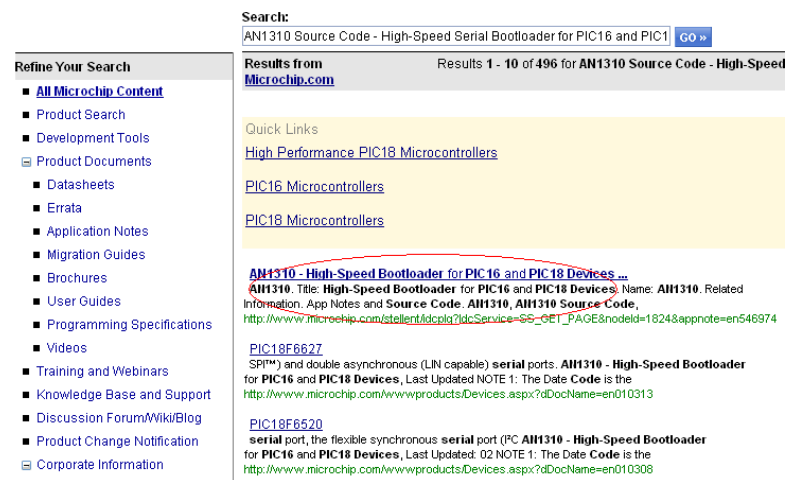 Search:
AN1310 Source Code - High-Speed Serial Bootloader for PIC16 and PIC1
GO »
Refine Your Search
All Microchip Content
Product Search
Development Tools
Product Documents
Datasheets
Errata
Application Notes
Migration Guides
Brochures
User Guides
Programming Specifications
Videos
Training and Webinars
Knowledge Base and Support
Discussion Forum/Wiki/Blog
Product Change Notification
Corporate Information
Results from Microchip.com
Results 1 - 10 of 496 for AN1310 Source Code - High-Speed
Quick Links
High Performance PIC18 Microcontrollers
PIC16 Microcontrollers
PIC18 Microcontrollers
AN1310 - High-Speed Bootloader for PIC16 and PIC18 Devices ...
AN1310. Title: High-Speed Bootloader for PIC16 and PIC18 Devices. Name: AN1310. Related
Information. App Notes and Source Code. AN1310, AN1310 Source Code,
http://www.microchip.com/stellent/idcplg?IdcService=SS_GET_PAGE&nodeId=1824&appnote=en546974
PIC18F6627
SPI™) and double asynchronous (LIN capable) serial ports. AN1310 - High-Speed Bootloader
for PIC16 and PIC18 Devices, Last Updated NOTE 1: The Date Code is the
http://www.microchip.com/wwwproducts/Devices.aspx?dDocName=en010313
PIC18F6520
serial port, the flexible synchronous serial port (I²C AN1310 - High-Speed Bootloader
for PIC16 and PIC18 Devices, Last Updated: 02 NOTE 1: The Date Code is the
http://www.microchip.com/wwwproducts/Devices.aspx?dDocName=en010308